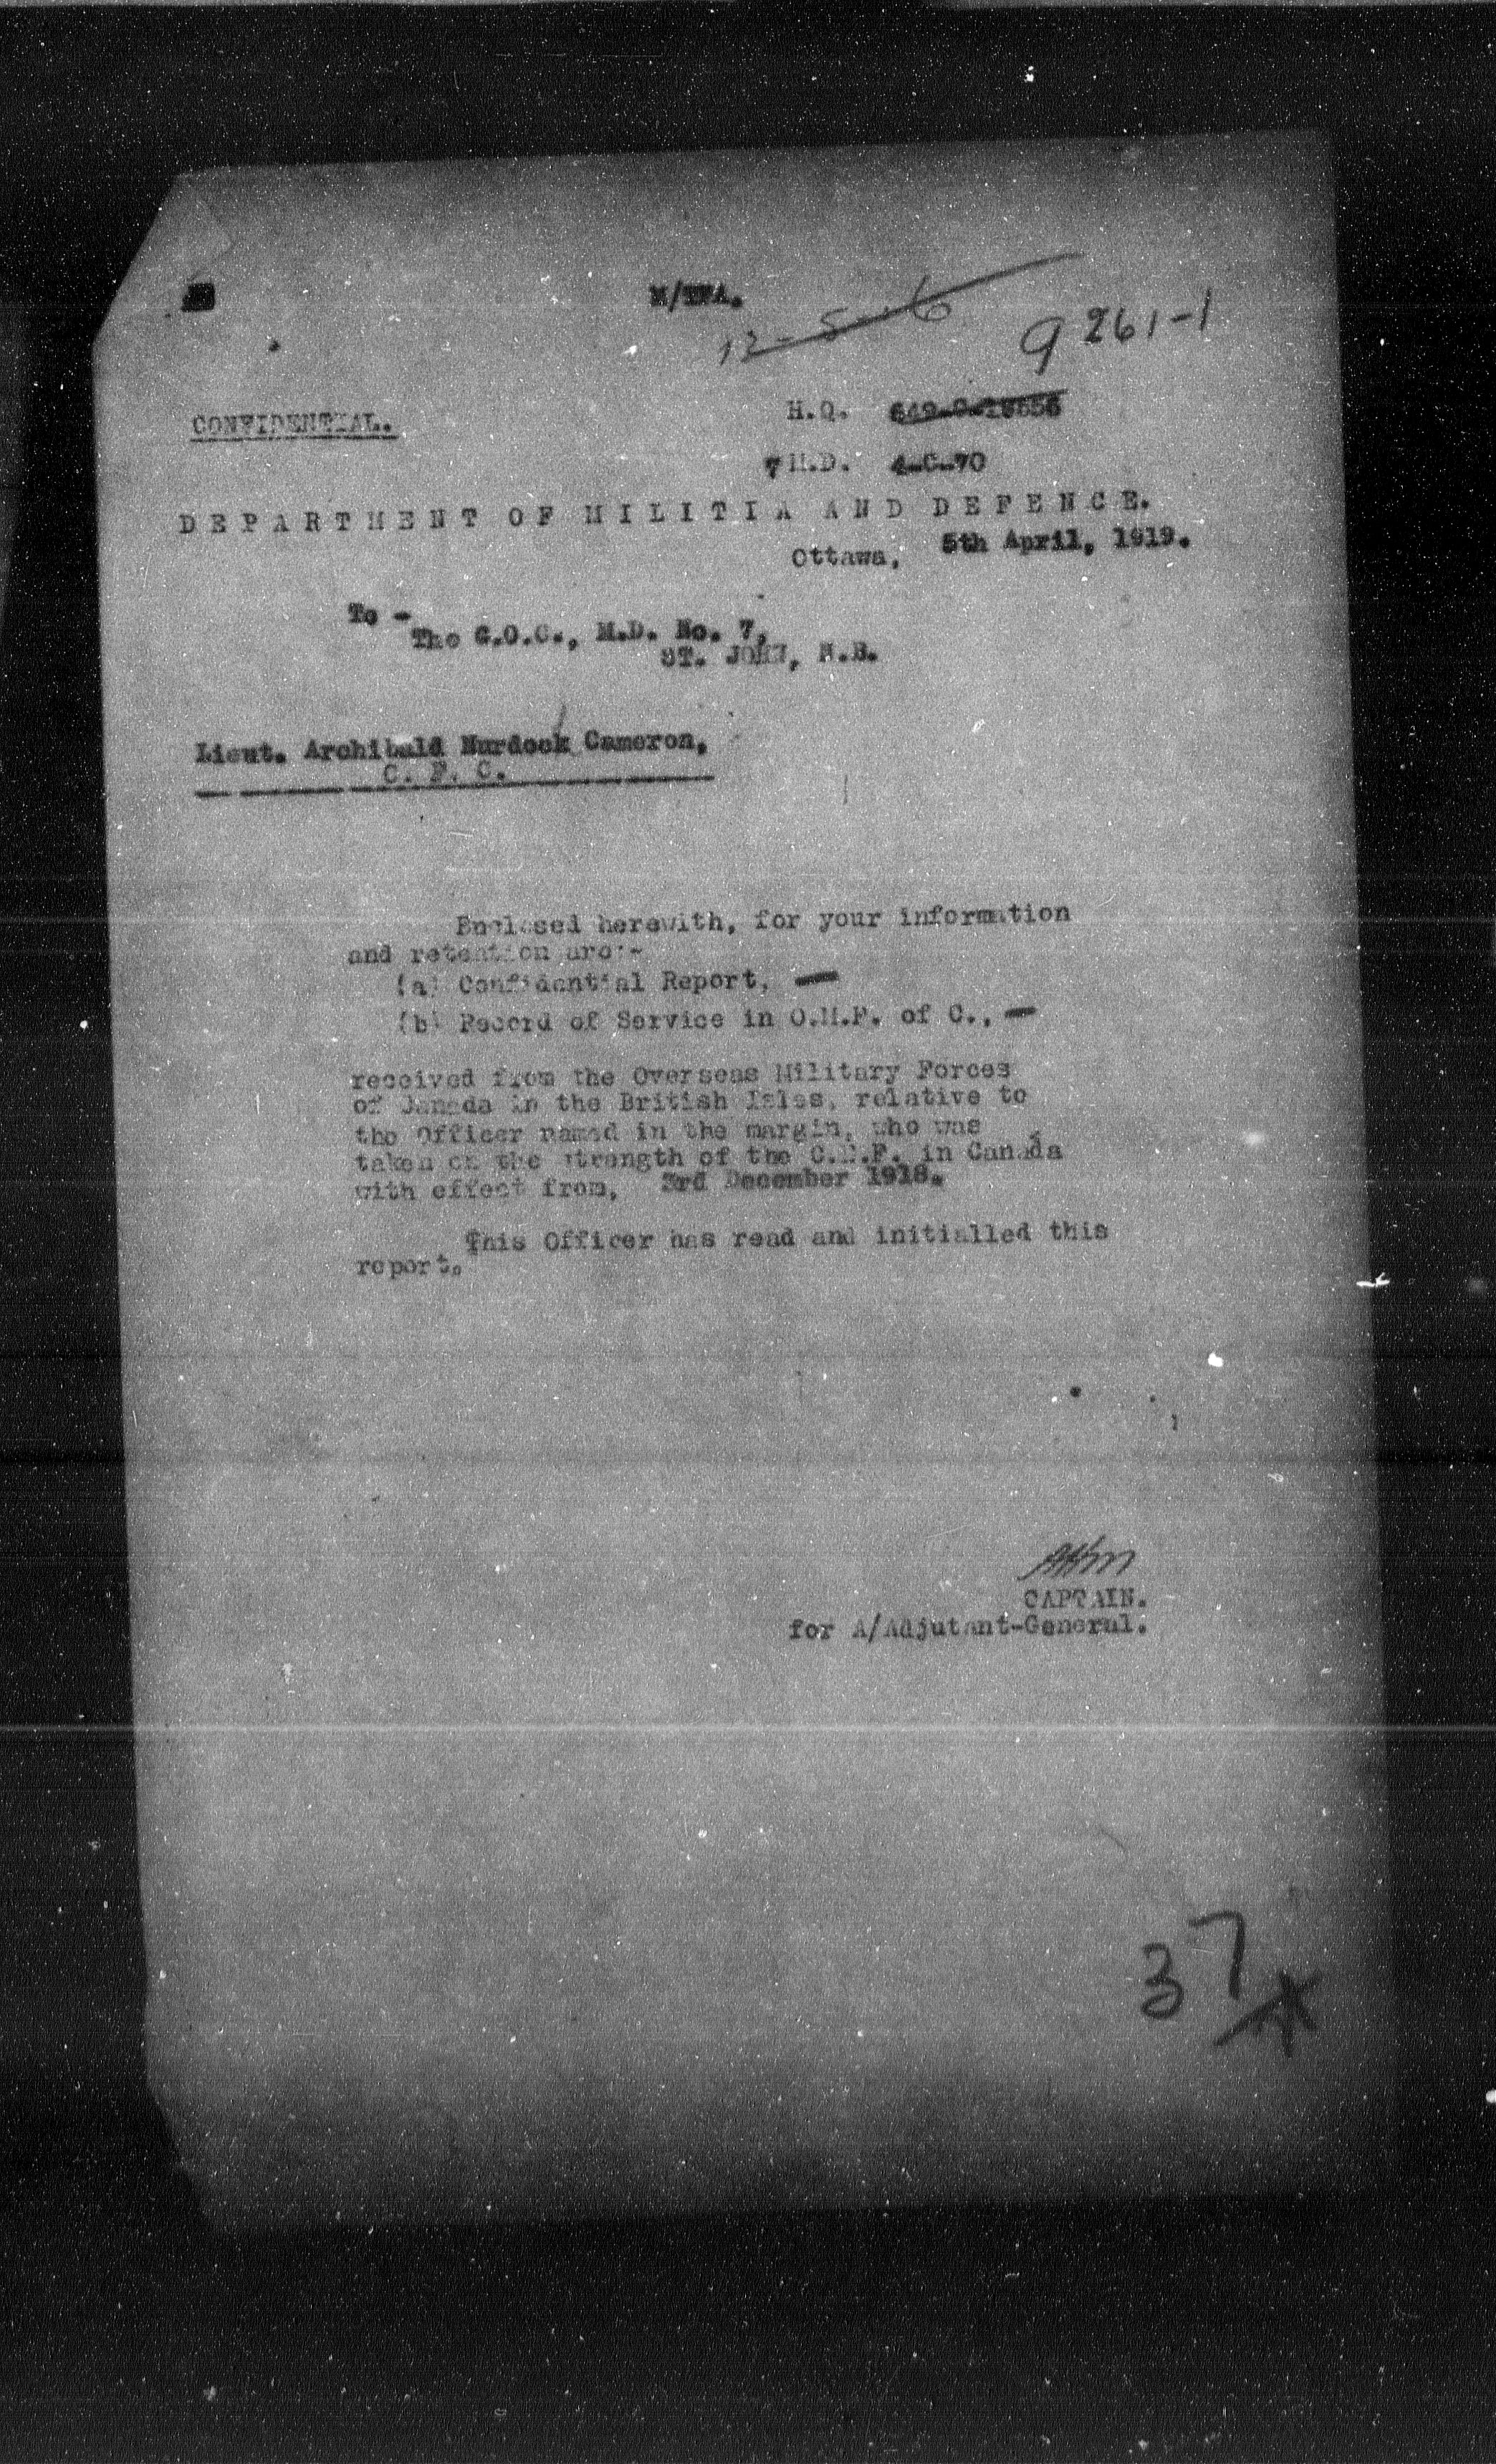 12-5-6
9 261-1
CONFIDENTIAL.
H.Q. 649-C-18656
7 M.D. 4-C-70
DEPARTMENT OF MILITIA AND DEFENCE.
Ottawa, 5th April, 1919.
To -
The G.O.C., M.D. No. 7,
ST. JOHN, N.B.
Lieut. Archibald Murdock Cameron,
C. F. C.
Enclosed herewith, for your information
and retention are:-
(a) Confidential Report, -
(b) Record of Service in O.M.F. of C., -
received from the Overseas Military Forces
of Canada in the British Isles, relative to
the Officer named in the margin, who was
taken on the strength of the C.E.F. in Canada
with effect from, 3rd December 1918.
This Officer has read and initialled this
report.
CAPTAIN.
for A/Adjutant-General.
37